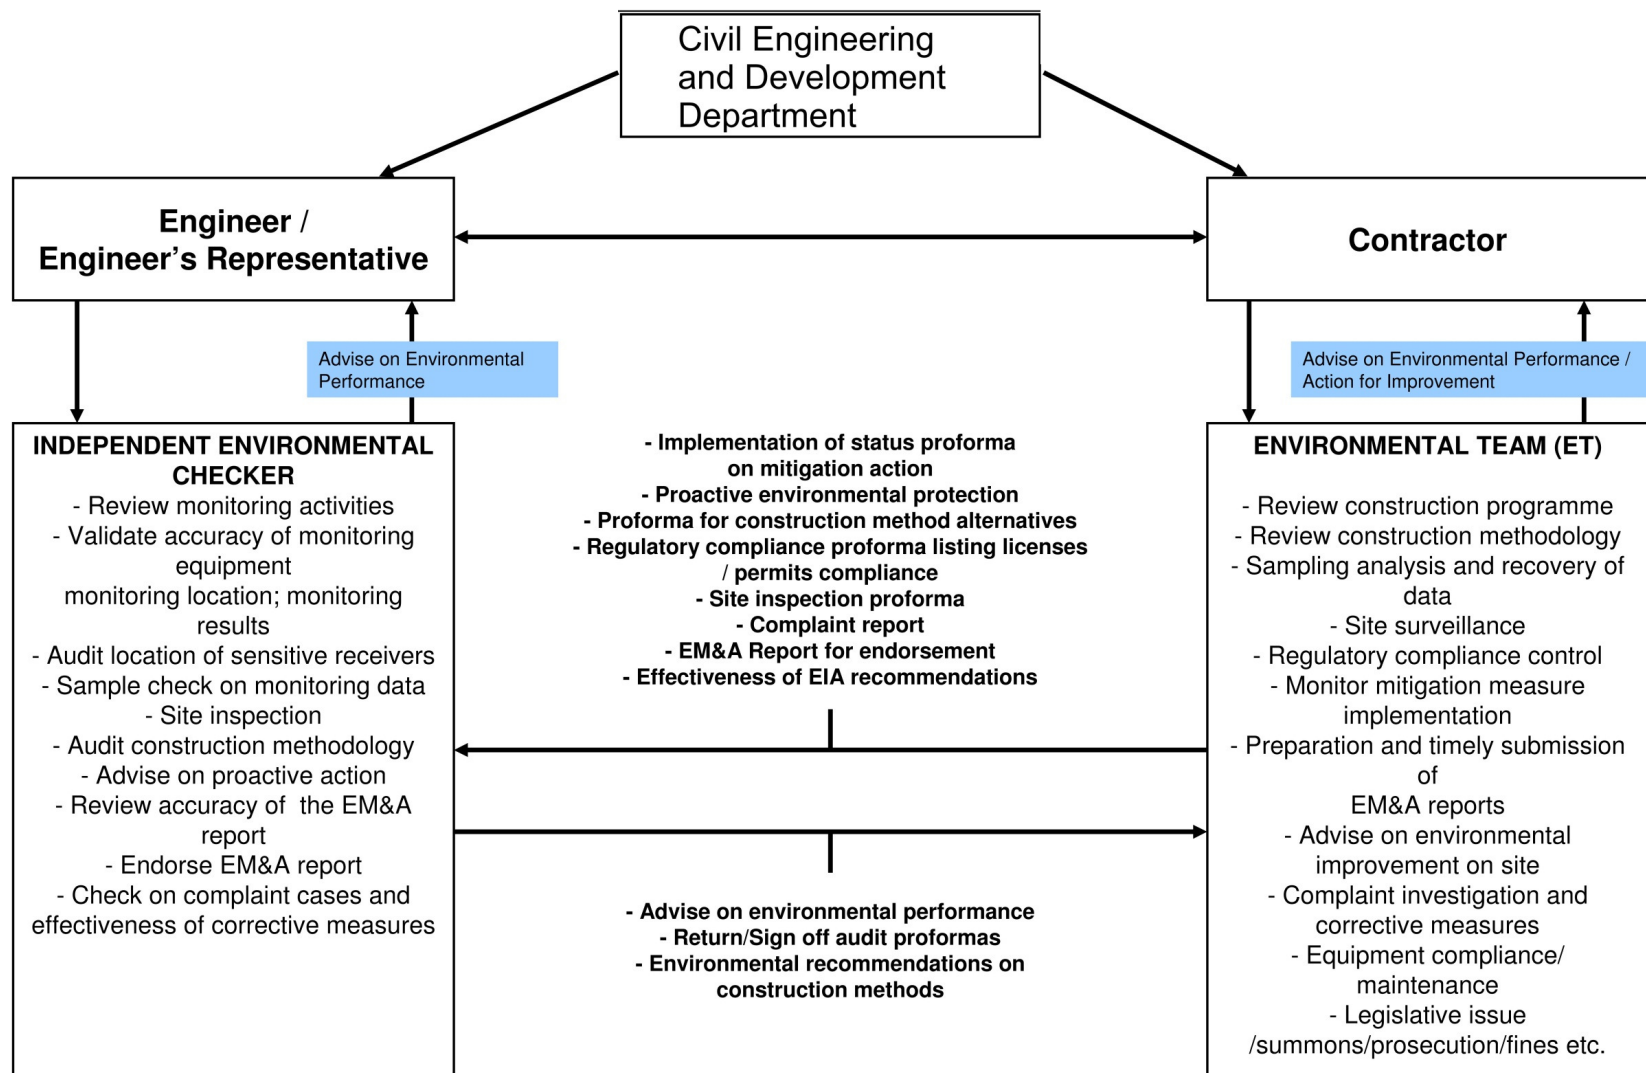 Civil Engineering
and Development
Department
Engineer /
Engineer’s Representative
Contractor
Advise on Environmental
Performance
Advise on Environmental Performance /
Action for Improvement
INDEPENDENT ENVIRONMENTAL
CHECKER
- Review monitoring activities
- Validate accuracy of monitoring
equipment
monitoring location; monitoring
results
- Audit location of sensitive receivers
- Sample check on monitoring data
- Site inspection
- Audit construction methodology
- Advise on proactive action
- Review accuracy of  the EM&A
report
- Endorse EM&A report
- Check on complaint cases and
effectiveness of corrective measures
- Implementation of status proforma
on mitigation action
- Proactive environmental protection
- Proforma for construction method alternatives
- Regulatory compliance proforma listing licenses
/ permits compliance
- Site inspection proforma
- Complaint report
- EM&A Report for endorsement
- Effectiveness of EIA recommendations
- Advise on environmental performance
- Return/Sign off audit proformas
- Environmental recommendations on
construction methods
ENVIRONMENTAL TEAM (ET)
- Review construction programme
- Review construction methodology
- Sampling analysis and recovery of
data
- Site surveillance
- Regulatory compliance control
- Monitor mitigation measure
implementation
- Preparation and timely submission
of
EM&A reports
- Advise on environmental
improvement on site
- Complaint investigation and
corrective measures
- Equipment compliance/
maintenance
- Legislative issue
/summons/prosecution/fines etc.